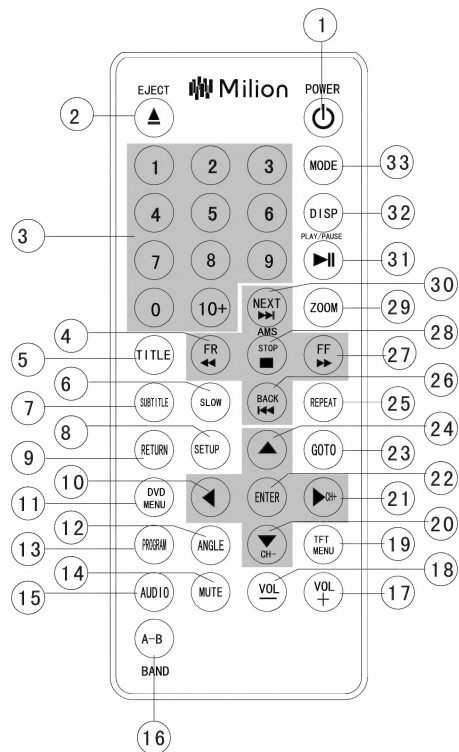 1
EJECT
Milion
POWER
2
1 2 3 MODE 33
4 5 6 DISP 32
3
PLAY/PAUSE
7 8 9 31
30
0 10+ NEXT ZOOM 29
AMS
4 28
5 TITLE FR STOP FF 27
6 26
7 SUBTITLE SLOW BACK REPEAT 25
8 24
9 RETURN SETUP GOTO 23
10 22
11 DVD MENU ENTER CH+ 21
12 20
13 PROGRAM ANGLE CH- TFT MENU 19
14 18
15 AUDIO MUTE VOL — VOL + 17
A-B
BAND
16